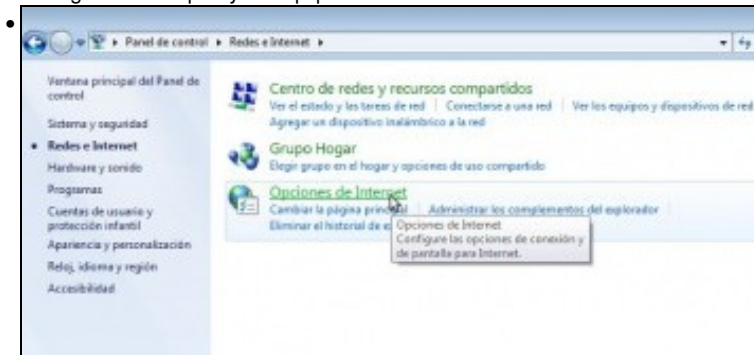 Panel de control ▸ Redes e Internet ▸
Ventana principal del Panel de
control
Sistema y seguridad
Redes e Internet
Hardware y sonido
Programas
Cuentas de usuario y
protección infantil
Apariencia y personalización
Reloj, idioma y región
Accesibilidad
Centro de redes y recursos compartidos
Ver el estado y las tareas de red | Conectarse a una red | Ver los equipos y dispositivos de red
Agregar un dispositivo inalámbrico a la red
Grupo Hogar
Elegir grupo en el hogar y opciones de uso compartido
Opciones de Internet
Cambiar la página principal | Administrar los complementos del explorador
Eliminar el historial de
Opciones de Internet
Configure las opciones de conexión y
de pantalla para Internet.